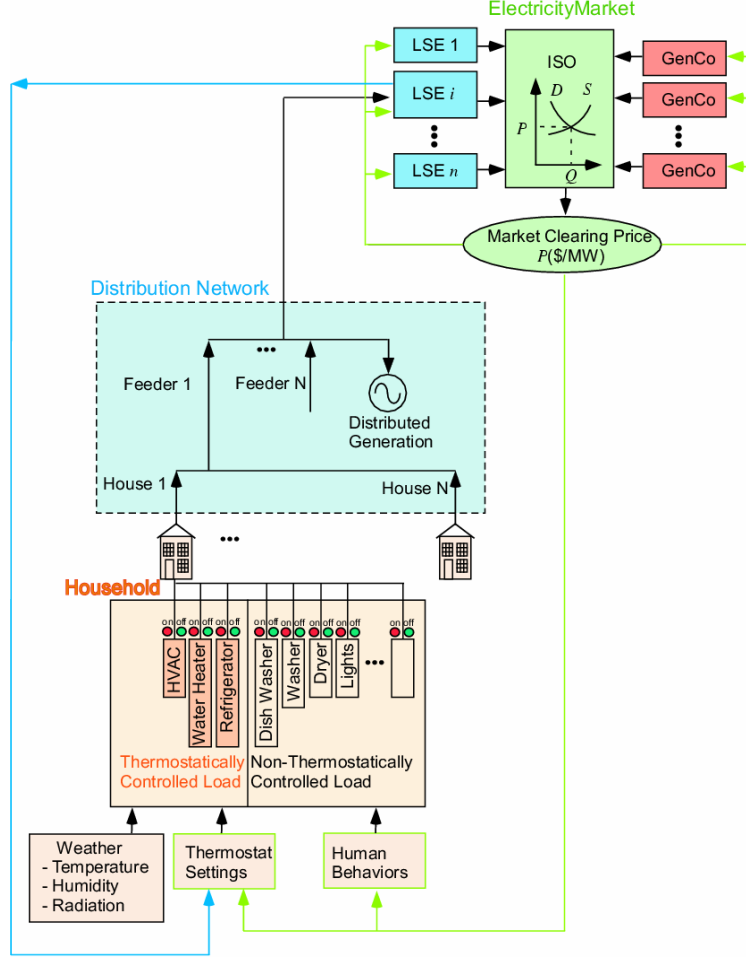 ElectricityMarket
LSE 1
LSE i
LSE n
ISO
D
S
P
Q
GenCo
GenCo
GenCo
Market Clearing Price
P($/MW)
Distribution Network
Feeder 1
Feeder N
Distributed
Generation
House 1
House N
Household
on off on off on off on off on off on off on off on off
HVAC
Water Heater
Refrigerator
Dish Washer
Washer
Dryer
Lights
Thermostatically
Controlled Load
Non-Thermostatically
Controlled Load
Weather
- Temperature
- Humidity
- Radiation
Thermostat
Settings
Human
Behaviors